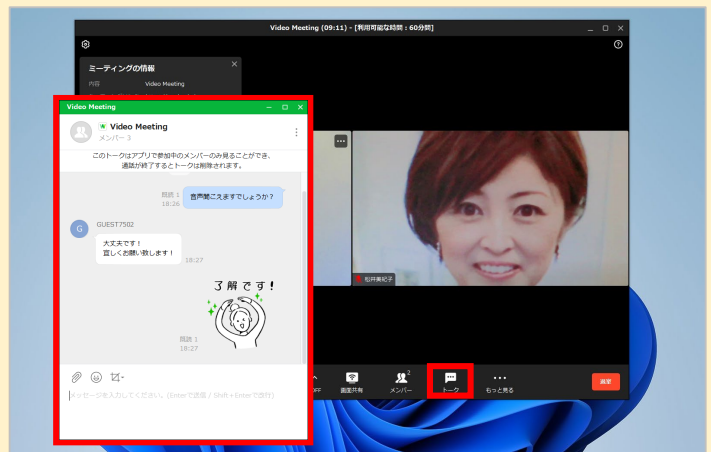 Video Meeting (09:11) - [利用可能な時間：60分間]
ミーティングの情報
内容 Video Meeting
Video Meeting
Video Meeting
メンバー 3
このトークはアプリで参加中のメンバーのみ見ることができ、
通話が終了するとトークは削除されます。
既読 1
18:26
音声聞こえますでしょうか？
G
GUEST7502
大丈夫です！
宜しくお願い致します！
18:27
了解です!
既読 1
18:27
メッセージを入力してください。(Enterで送信 / Shift+Enterで改行)
松井美紀子
OFF
画面共有
2
メンバー
トーク
もっと見る
退室